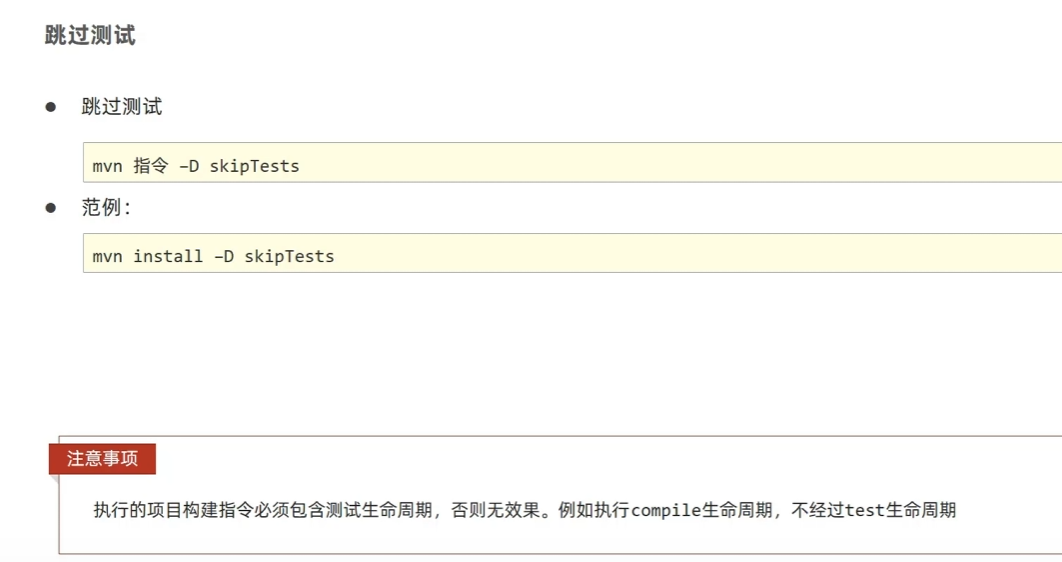 跳过测试
● 跳过测试
mvn 指令 –D skipTests
● 范例：
mvn install –D skipTests
注意事项
执行的项目构建指令必须包含测试生命周期，否则无效果。例如执行compile生命周期，不经过test生命周期